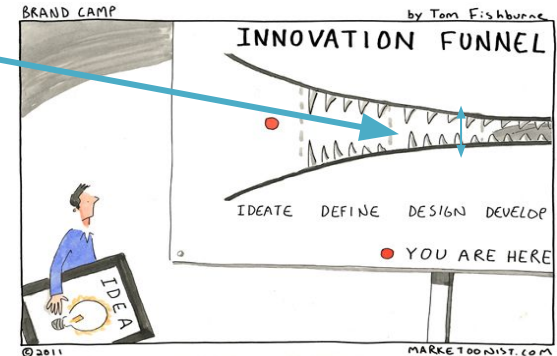 BRAND CAMP
by Tom Fishburne
INNOVATION FUNNEL
IDEATE DEFINE DESIGN DEVELOP
YOU ARE HERE
IDEA
©2011
MARKETOONIST.COM